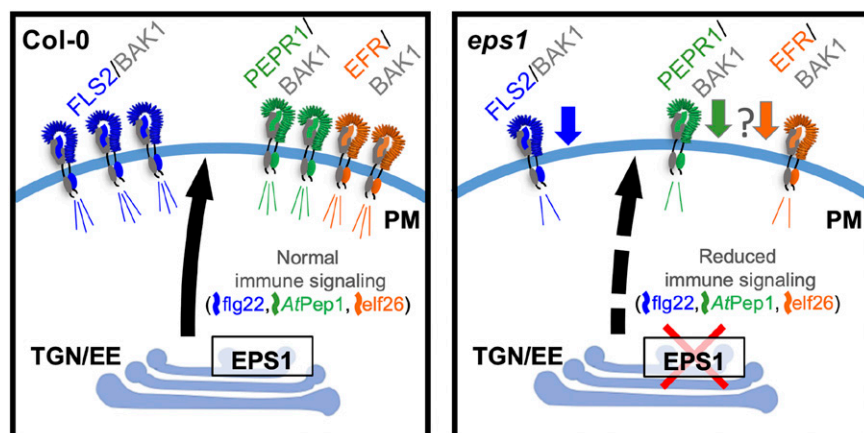 Col-0
FLS2/BAK1
PEPR1/
BAK1
EFR/
BAK1
PM
Normal
immune signaling
(flg22, AtPep1, elf26)
TGN/EE
EPS1
eps1
FLS2/BAK1
PEPR1/
BAK1
EFR/
BAK1
?
PM
Reduced
immune signaling
(flg22, AtPep1, elf26)
TGN/EE
EPS1